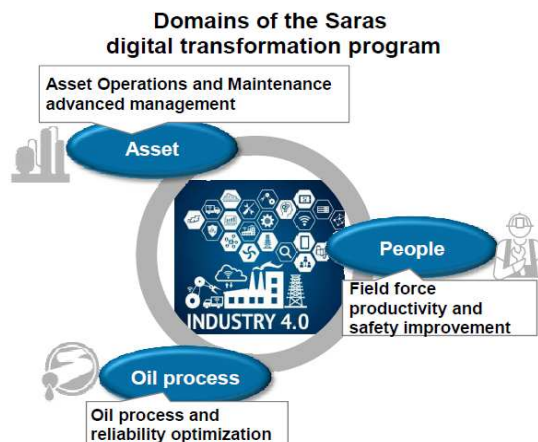 Domains of the Saras
digital transformation program
Asset Operations and Maintenance
advanced management
Asset
People
Field force
productivity and
safety improvement
INDUSTRY 4.0
Oil process
Oil process and
reliability optimization